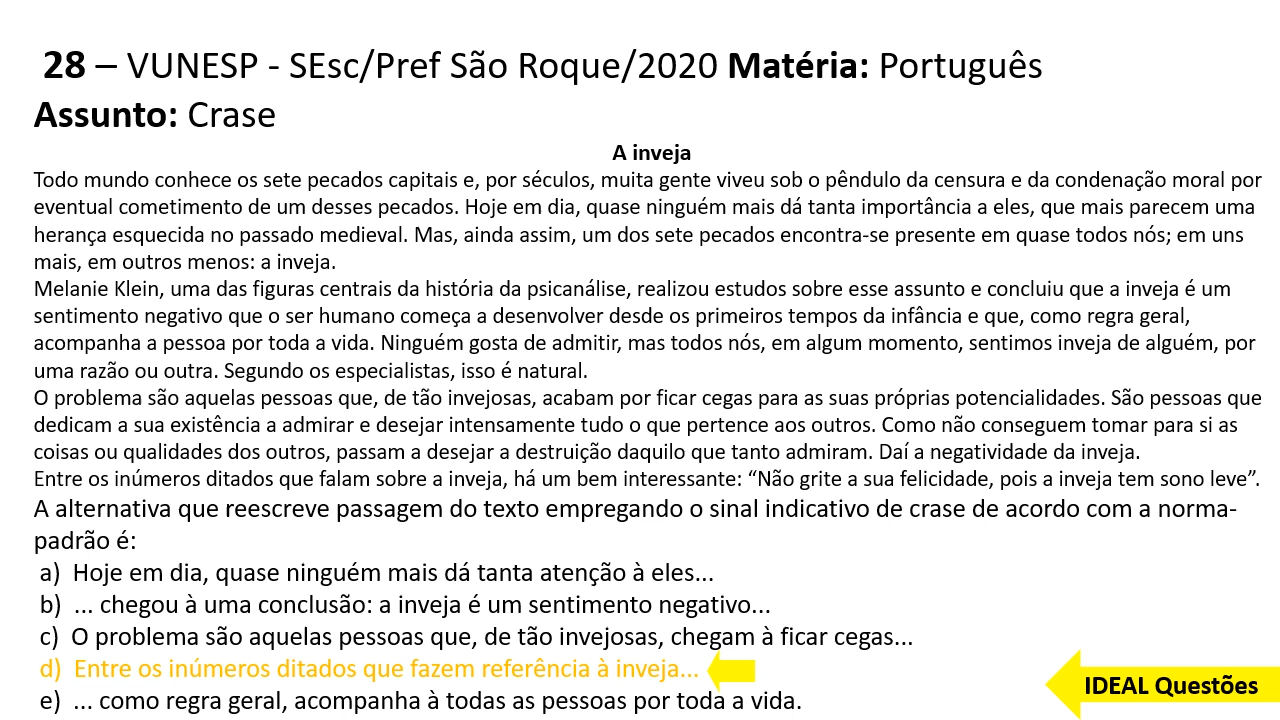 28 – VUNESP - SEsc/Pref São Roque/2020 Matéria: Português
Assunto: Crase
A inveja
Todo mundo conhece os sete pecados capitais e, por séculos, muita gente viveu sob o pêndulo da censura e da condenação moral por
eventual cometimento de um desses pecados. Hoje em dia, quase ninguém mais dá tanta importância a eles, que mais parecem uma
herança esquecida no passado medieval. Mas, ainda assim, um dos sete pecados encontra-se presente em quase todos nós; em uns
mais, em outros menos: a inveja.
Melanie Klein, uma das figuras centrais da história da psicanálise, realizou estudos sobre esse assunto e concluiu que a inveja é um
sentimento negativo que o ser humano começa a desenvolver desde os primeiros tempos da infância e que, como regra geral,
acompanha a pessoa por toda a vida. Ninguém gosta de admitir, mas todos nós, em algum momento, sentimos inveja de alguém, por
uma razão ou outra. Segundo os especialistas, isso é natural.
O problema são aquelas pessoas que, de tão invejosas, acabam por ficar cegas para as suas próprias potencialidades. São pessoas que
dedicam a sua existência a admirar e desejar intensamente tudo o que pertence aos outros. Como não conseguem tomar para si as
coisas ou qualidades dos outros, passam a desejar a destruição daquilo que tanto admiram. Daí a negatividade da inveja.
Entre os inúmeros ditados que falam sobre a inveja, há um bem interessante: “Não grite a sua felicidade, pois a inveja tem sono leve”.
A alternativa que reescreve passagem do texto empregando o sinal indicativo de crase de acordo com a norma-
padrão é:
a) Hoje em dia, quase ninguém mais dá tanta atenção à eles...
b) ... chegou à uma conclusão: a inveja é um sentimento negativo...
c) O problema são aquelas pessoas que, de tão invejosas, chegam à ficar cegas...
d) Entre os inúmeros ditados que fazem referência à inveja...
IDEAL Questões
e) ... como regra geral, acompanha à todas as pessoas por toda a vida.